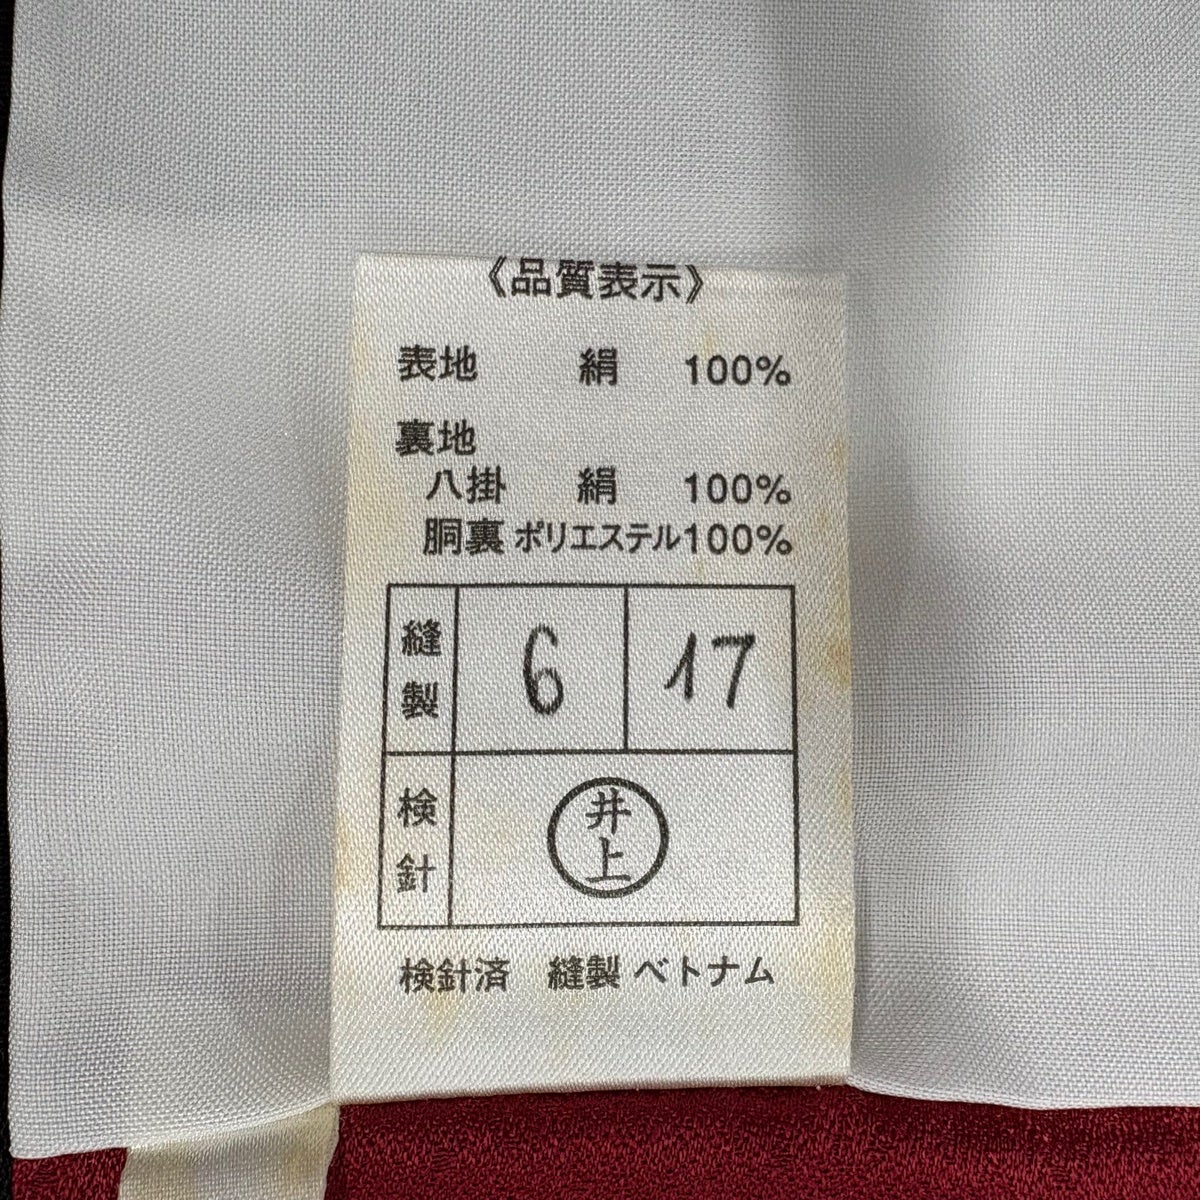 《品質表示》
表地 絹 100%
裏地
八掛 絹 100%
胴裏 ポリエステル100%
縫製 6 17
検針 井上
検針済 縫製 ベトナム